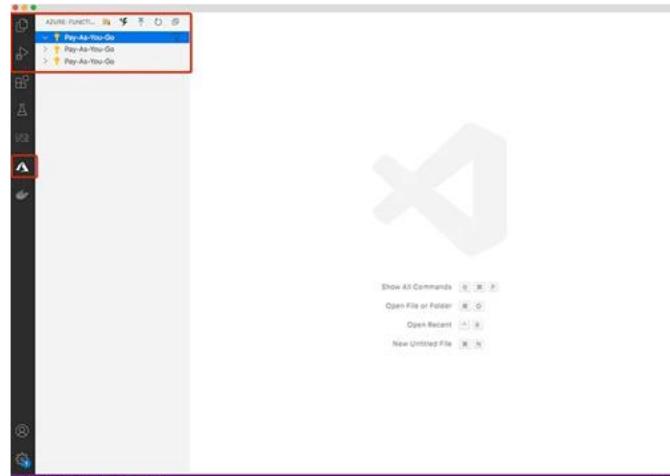 AZURE: FUNCTI...
Pay-As-You-Go
Pay-As-You-Go
Pay-As-You-Go
Show All Commands ⇧ ⌘ P
Open File or Folder ⌘ O
Open Recent ^ R
New Untitled File ⌘ N